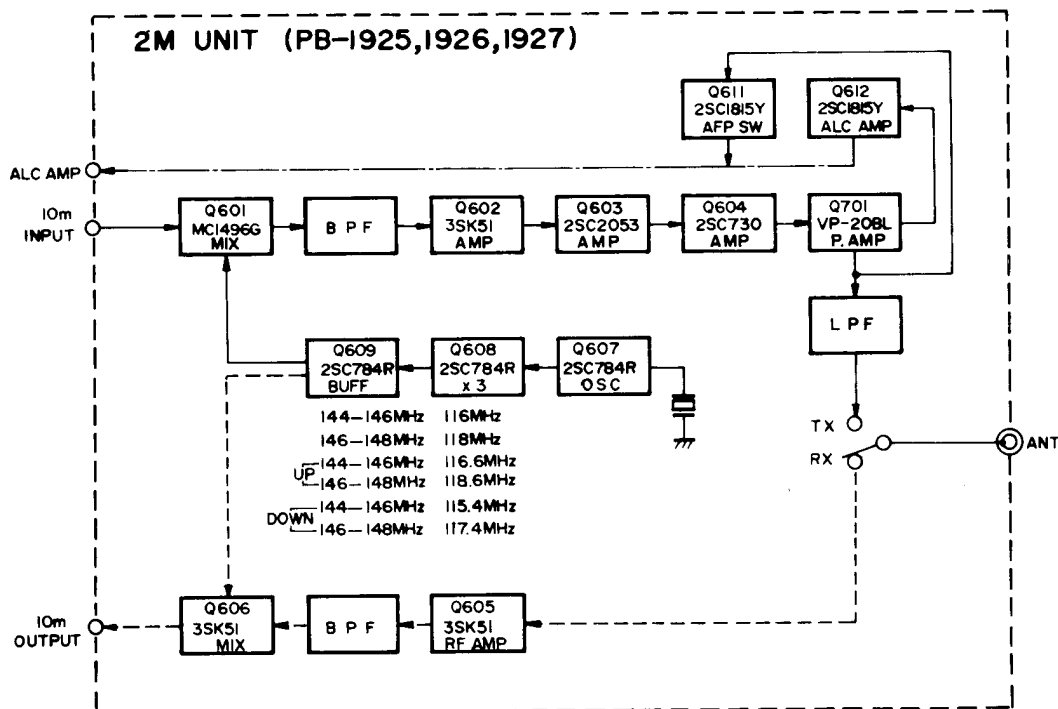 2M UNIT (PB-1925,1926,1927)
Q611
2SC1815Y
AFP SW
Q612
2SC1815Y
ALC AMP
ALC AMP
10m
INPUT
Q601
MC1496G
MIX
BPF
Q602
3SK51
AMP
Q603
2SC2053
AMP
Q604
2SC730
AMP
Q701
VP-20BL
P. AMP
LPF
Q609
2SC784R
BUFF
Q608
2SC784R
x 3
Q607
2SC784R
OSC
144-146MHz 116MHz
146-148MHz 118MHz
UP
144-146MHz 116.6MHz
146-148MHz 118.6MHz
DOWN
144-146MHz 115.4MHz
146-148MHz 117.4MHz
TX
RX
ANT
10m
OUTPUT
Q606
3SK51
MIX
BPF
Q605
3SK51
RF AMP